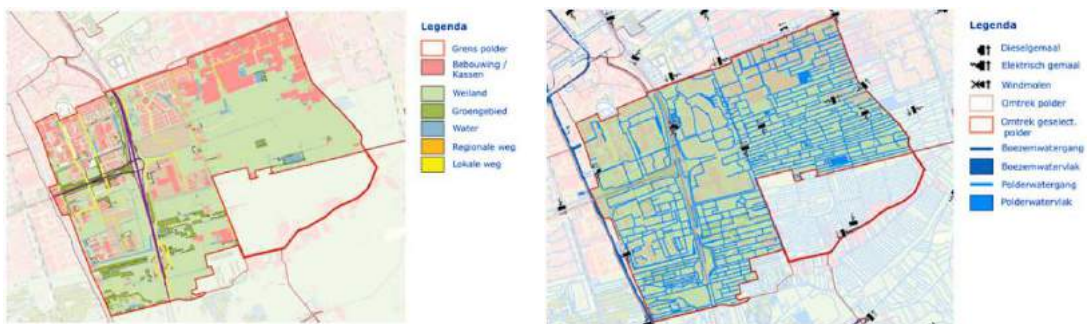 Legenda
Grens polder
Bebouwing /
Kassen
Weiland
Groengebied
Water
Regionale weg
Lokale weg
Legenda
Dieselgemaal
Elektrisch gemaal
Windmolen
Omtrek polder
Omtrek geselect.
polder
Boezemwatergang
Boezemwatervlak
Polderwatergang
Polderwatervlak